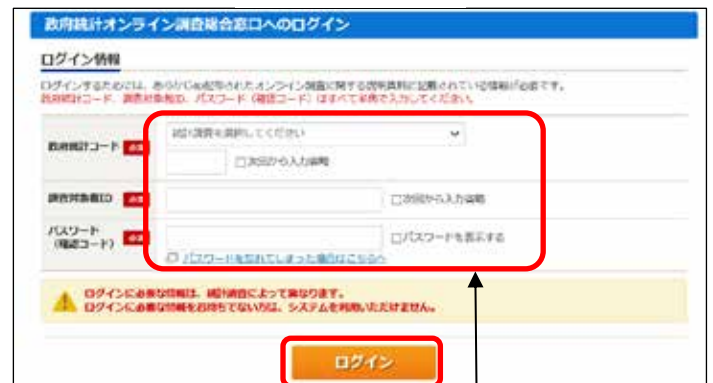 政府統計オンライン調査総合窓口へのログイン
ログイン情報
ログインするためには、あらかじめ配布されたオンライン調査に関する説明資料に記載されている情報が必要です。
政府統計コード、調査対象者ID、パスワード(確認コード)はすべて半角で入力してください。
政府統計コード 必須
統計調査を選択してください
□次回から入力省略
調査対象者ID 必須 □次回から入力省略
パスワード
(確認コード) 必須 □パスワードを表示する
パスワードを忘れてしまった場合はこちらへ
ログインに必要な情報は、統計調査によって異なります。
ログインに必要な情報をお持ちでない方は、システムを利用いただけません。
ログイン